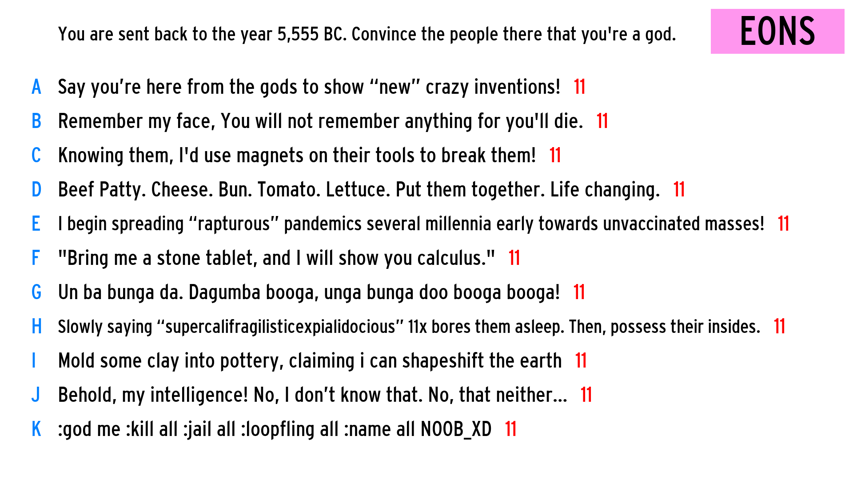 You are sent back to the year 5,555 BC. Convince the people there that you're a god.
EONS
A Say you’re here from the gods to show “new” crazy inventions! 11
B Remember my face, You will not remember anything for you'll die. 11
C Knowing them, I'd use magnets on their tools to break them! 11
D Beef Patty. Cheese. Bun. Tomato. Lettuce. Put them together. Life changing. 11
E I begin spreading “rapturous” pandemics several millennia early towards unvaccinated masses! 11
F "Bring me a stone tablet, and I will show you calculus." 11
G Un ba bunga da. Dagumba booga, unga bunga doo booga booga! 11
H Slowly saying “supercalifragilisticexpialidocious” 11x bores them asleep. Then, possess their insides. 11
I Mold some clay into pottery, claiming i can shapeshift the earth 11
J Behold, my intelligence! No, I don’t know that. No, that neither... 11
K :god me :kill all :jail all :loopfling all :name all NOOB_XD 11